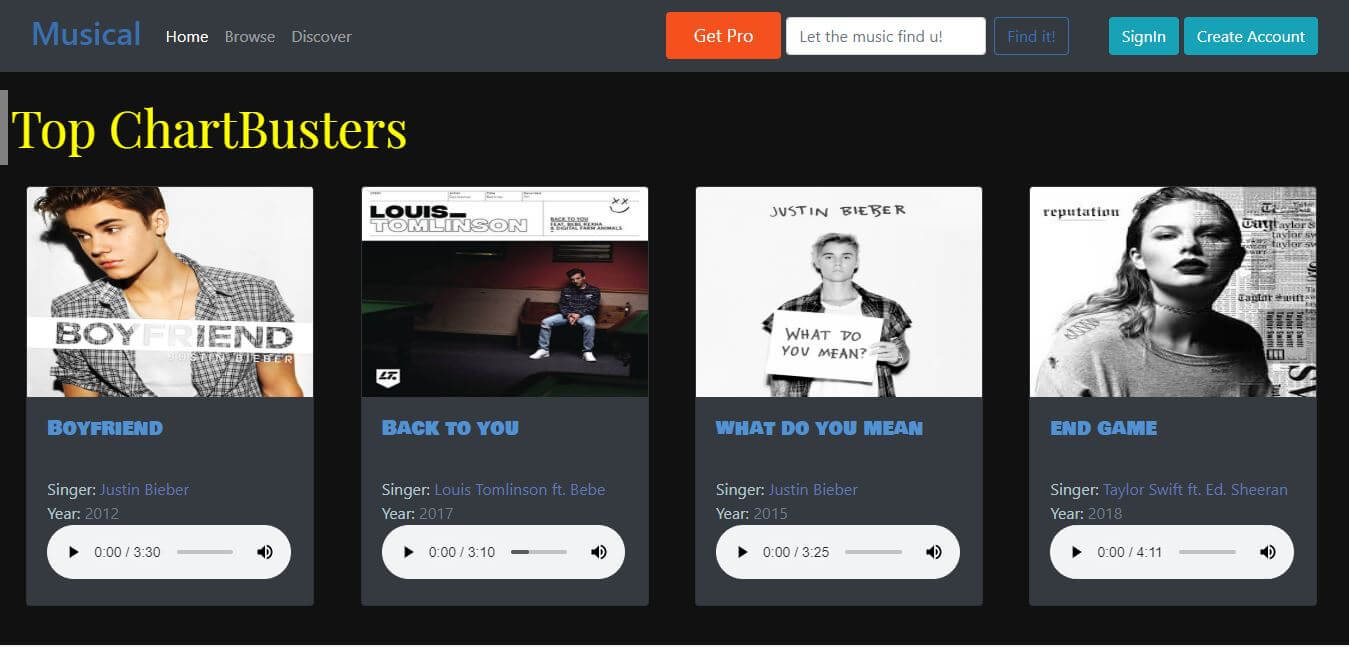 Musical Home Browse Discover Get Pro Let the music find u! Find it! SignIn Create Account
Top ChartBusters
BOYFRIEND
JUSTIN BIEBER
LOUIS_
TOMLINSON
BACK TO YOU
FEAT. BEBE REXHA
& DIGITAL FARM ANIMALS
LT.
JUSTIN BIEBER
WHAT DO
YOU MEAN?
reputation
Taylor Swift
Boyfriend
Singer: Justin Bieber
Year: 2012
0:00 / 3:30
Back to you
Singer: Louis Tomlinson ft. Bebe
Year: 2017
0:00 / 3:10
What do you mean
Singer: Justin Bieber
Year: 2015
0:00 / 3:25
End game
Singer: Taylor Swift ft. Ed. Sheeran
Year: 2018
0:00 / 4:11